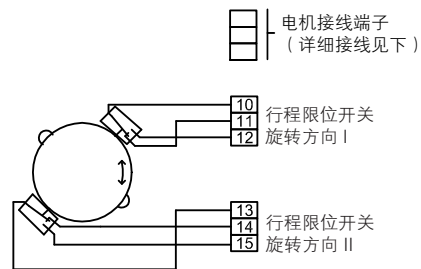 电机接线端子
（详细接线见下）
10
11
12
行程限位开关
旋转方向 I
13
14
15
行程限位开关
旋转方向 II